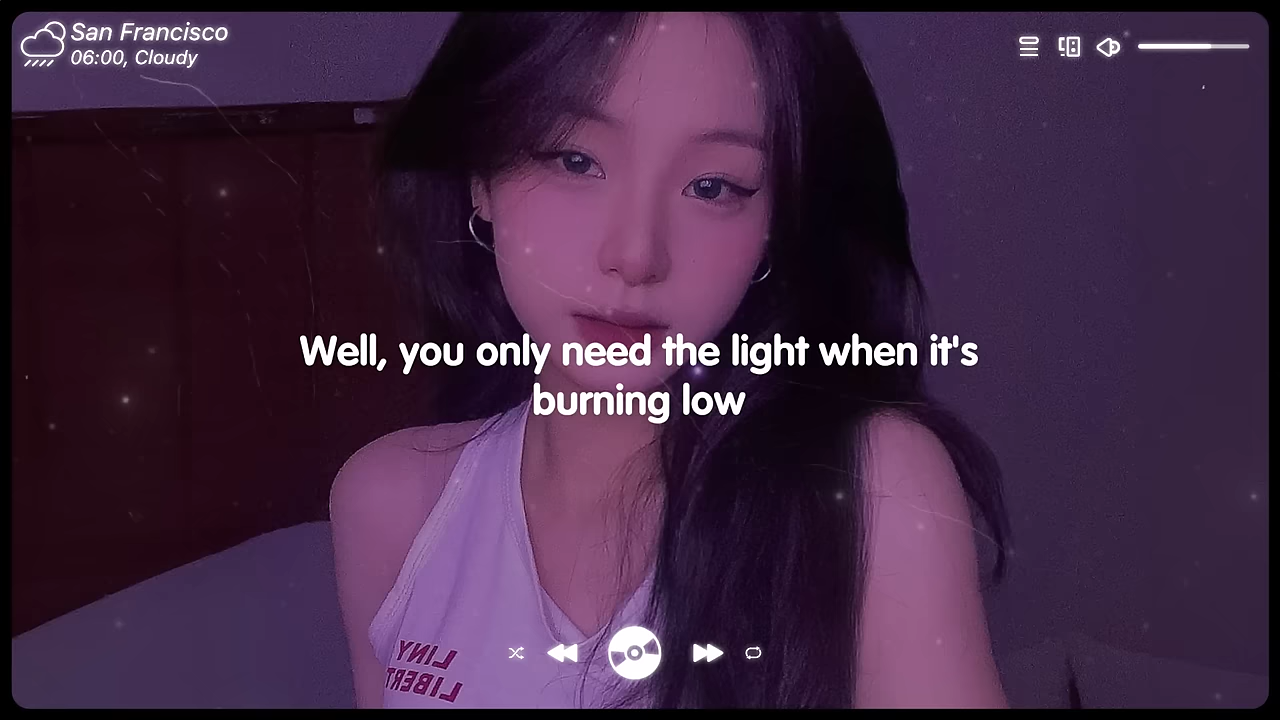 San Francisco
06:00, Cloudy
Well, you only need the light when it's
burning low
LINY
LIBERT